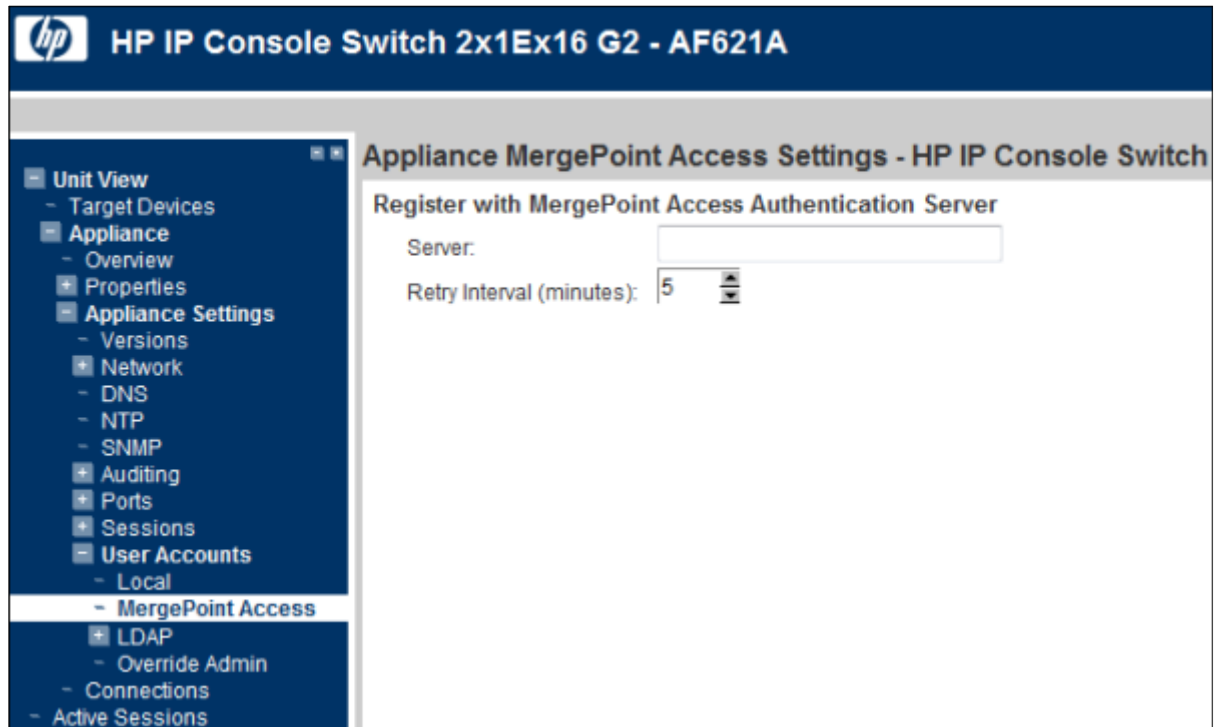 hp HP IP Console Switch 2x1Ex16 G2 - AF621A
Unit View
Target Devices
Appliance
Overview
Properties
Appliance Settings
Versions
Network
DNS
NTP
SNMP
Auditing
Ports
Sessions
User Accounts
Local
MergePoint Access
LDAP
Override Admin
Connections
Active Sessions
Appliance MergePoint Access Settings - HP IP Console Switch
Register with MergePoint Access Authentication Server
Server:
Retry Interval (minutes): 5